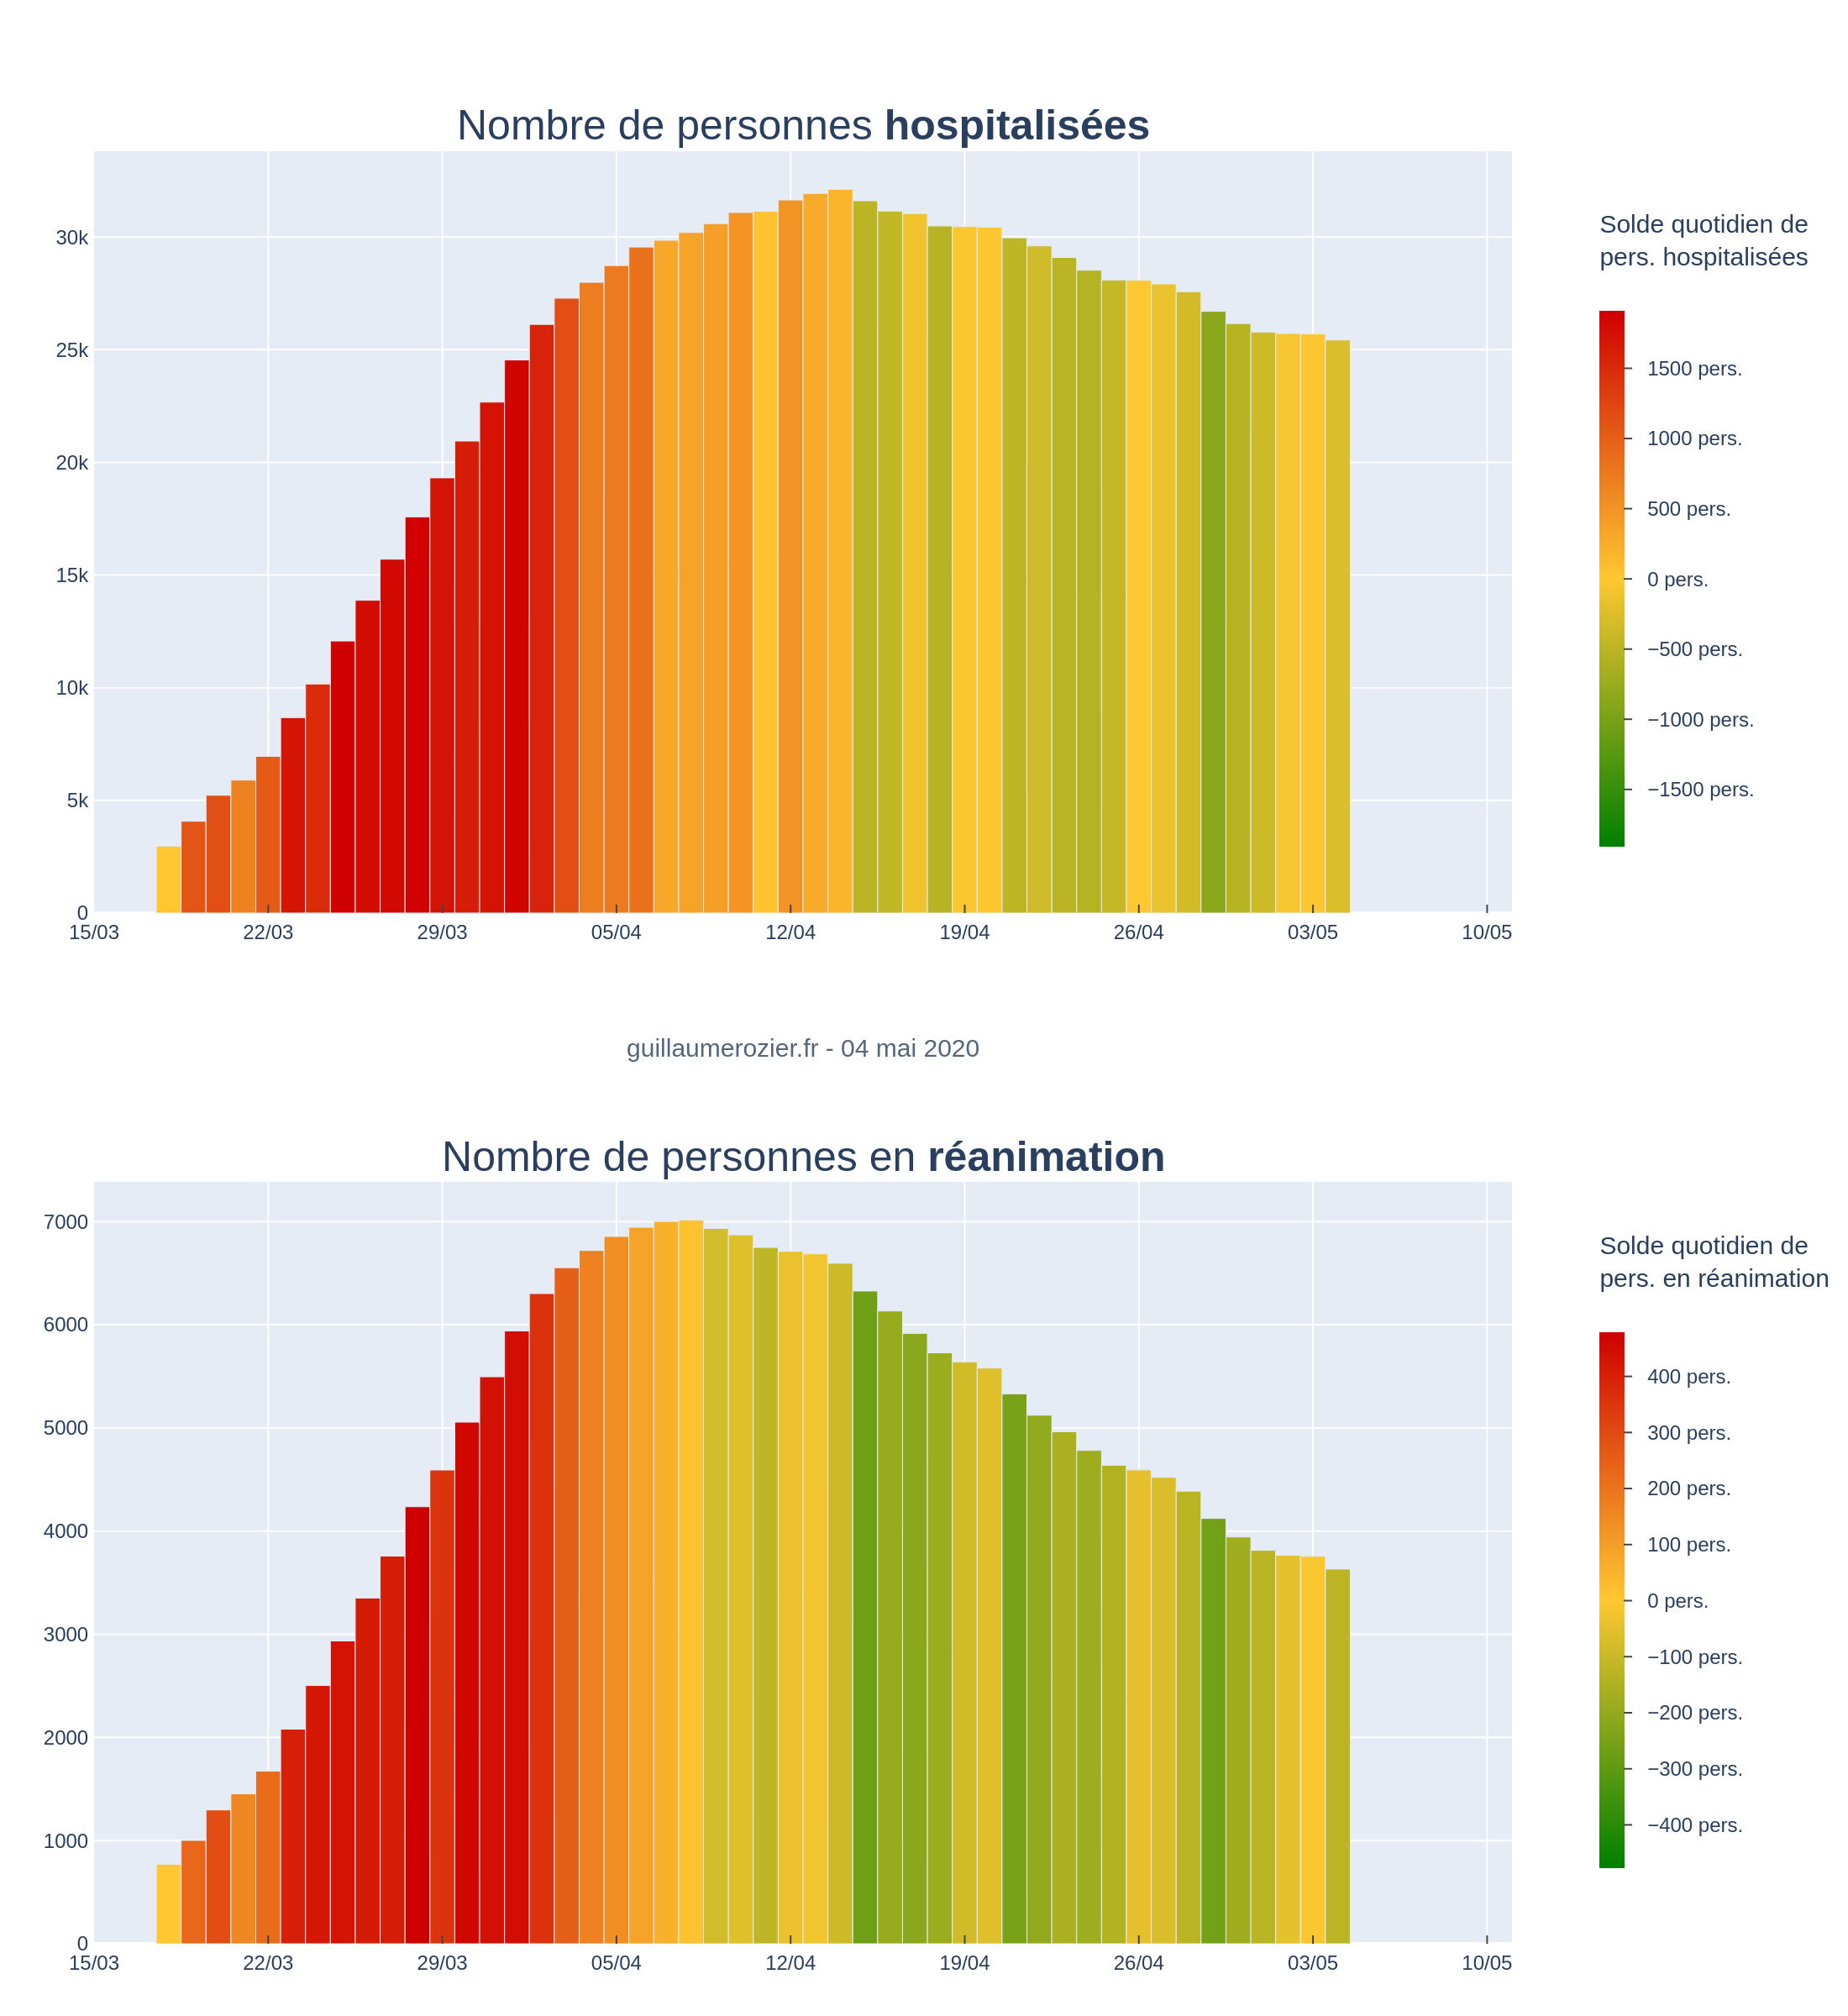 Nombre de personnes hospitalisées
Solde quotidien de
pers. hospitalisées
30k
25k
20k
15k
10k
5k
0
1500 pers.
1000 pers.
500 pers.
0 pers.
−500 pers.
−1000 pers.
−1500 pers.
15/03 22/03 29/03 05/04 12/04 19/04 26/04 03/05 10/05
guillaumerozier.fr - 04 mai 2020
Nombre de personnes en réanimation
Solde quotidien de
pers. en réanimation
7000
6000
5000
4000
3000
2000
1000
0
400 pers.
300 pers.
200 pers.
100 pers.
0 pers.
−100 pers.
−200 pers.
−300 pers.
−400 pers.
15/03 22/03 29/03 05/04 12/04 19/04 26/04 03/05 10/05